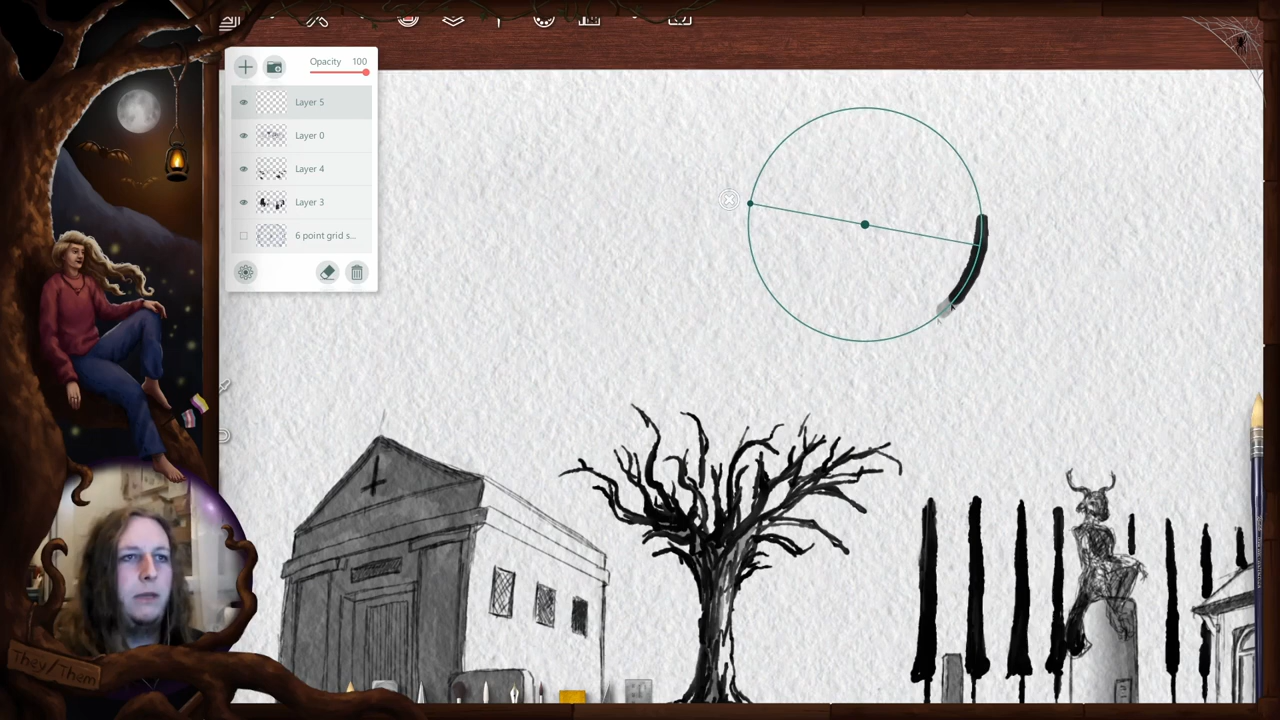 Opacity 100
Layer 5
Layer 0
Layer 4
Layer 3
6 point grid s...
They/Them